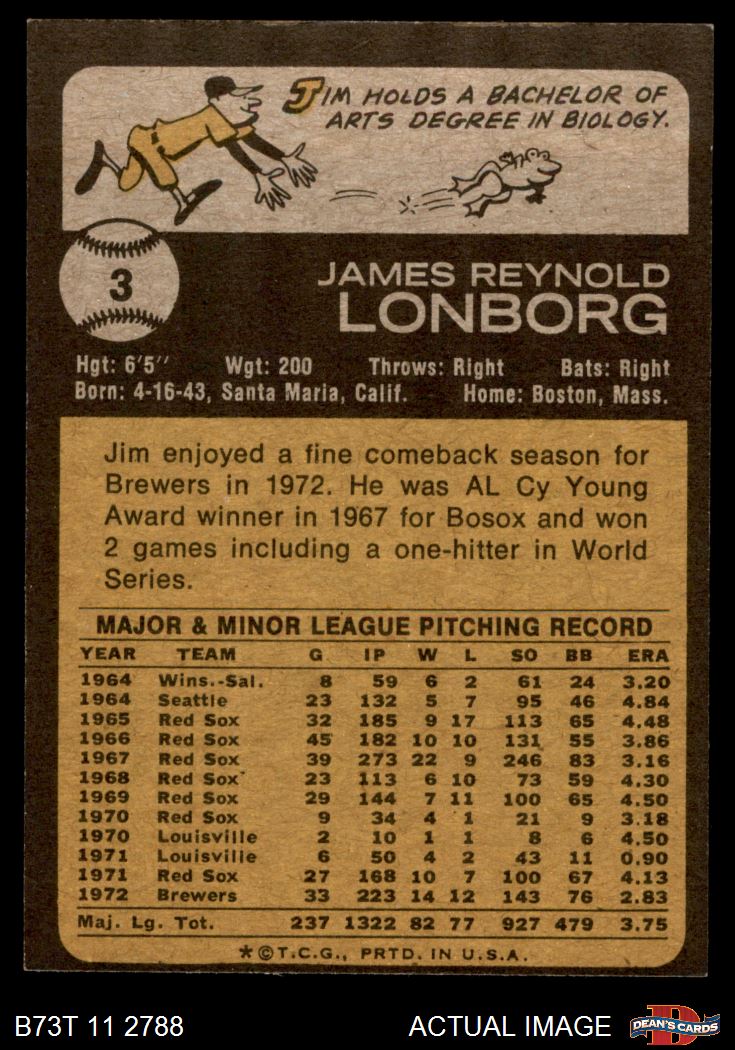 JIM HOLDS A BACHELOR OF
ARTS DEGREE IN BIOLOGY.
3
JAMES REYNOLD
LONBORG
Hgt: 6'5" Wgt: 200 Throws: Right Bats: Right
Born: 4-16-43, Santa Maria, Calif. Home: Boston, Mass.
Jim enjoyed a fine comeback season for
Brewers in 1972. He was AL Cy Young
Award winner in 1967 for Bosox and won
2 games including a one-hitter in World
Series.
MAJOR & MINOR LEAGUE PITCHING RECORD
YEAR TEAM G IP W L SO BB ERA
1964 Wins.-Sal. 8 59 6 2 61 24 3.20
1964 Seattle 23 132 5 7 95 46 4.84
1965 Red Sox 32 185 9 17 113 65 4.48
1966 Red Sox 45 182 10 10 131 55 3.86
1967 Red Sox 39 273 22 9 246 83 3.16
1968 Red Sox 23 113 6 10 73 59 4.30
1969 Red Sox 29 144 7 11 100 65 4.50
1970 Red Sox 9 34 4 1 21 9 3.18
1970 Louisville 2 10 1 1 8 6 4.50
1971 Louisville 6 50 4 2 43 11 0.90
1971 Red Sox 27 168 10 7 100 67 4.13
1972 Brewers 33 223 14 12 143 76 2.83
Maj. Lg. Tot. 237 1322 82 77 927 479 3.75
*©T.C.G., PRTD. IN U.S.A.
B73T 11 2788 ACTUAL IMAGE D DEAN'S CARDS